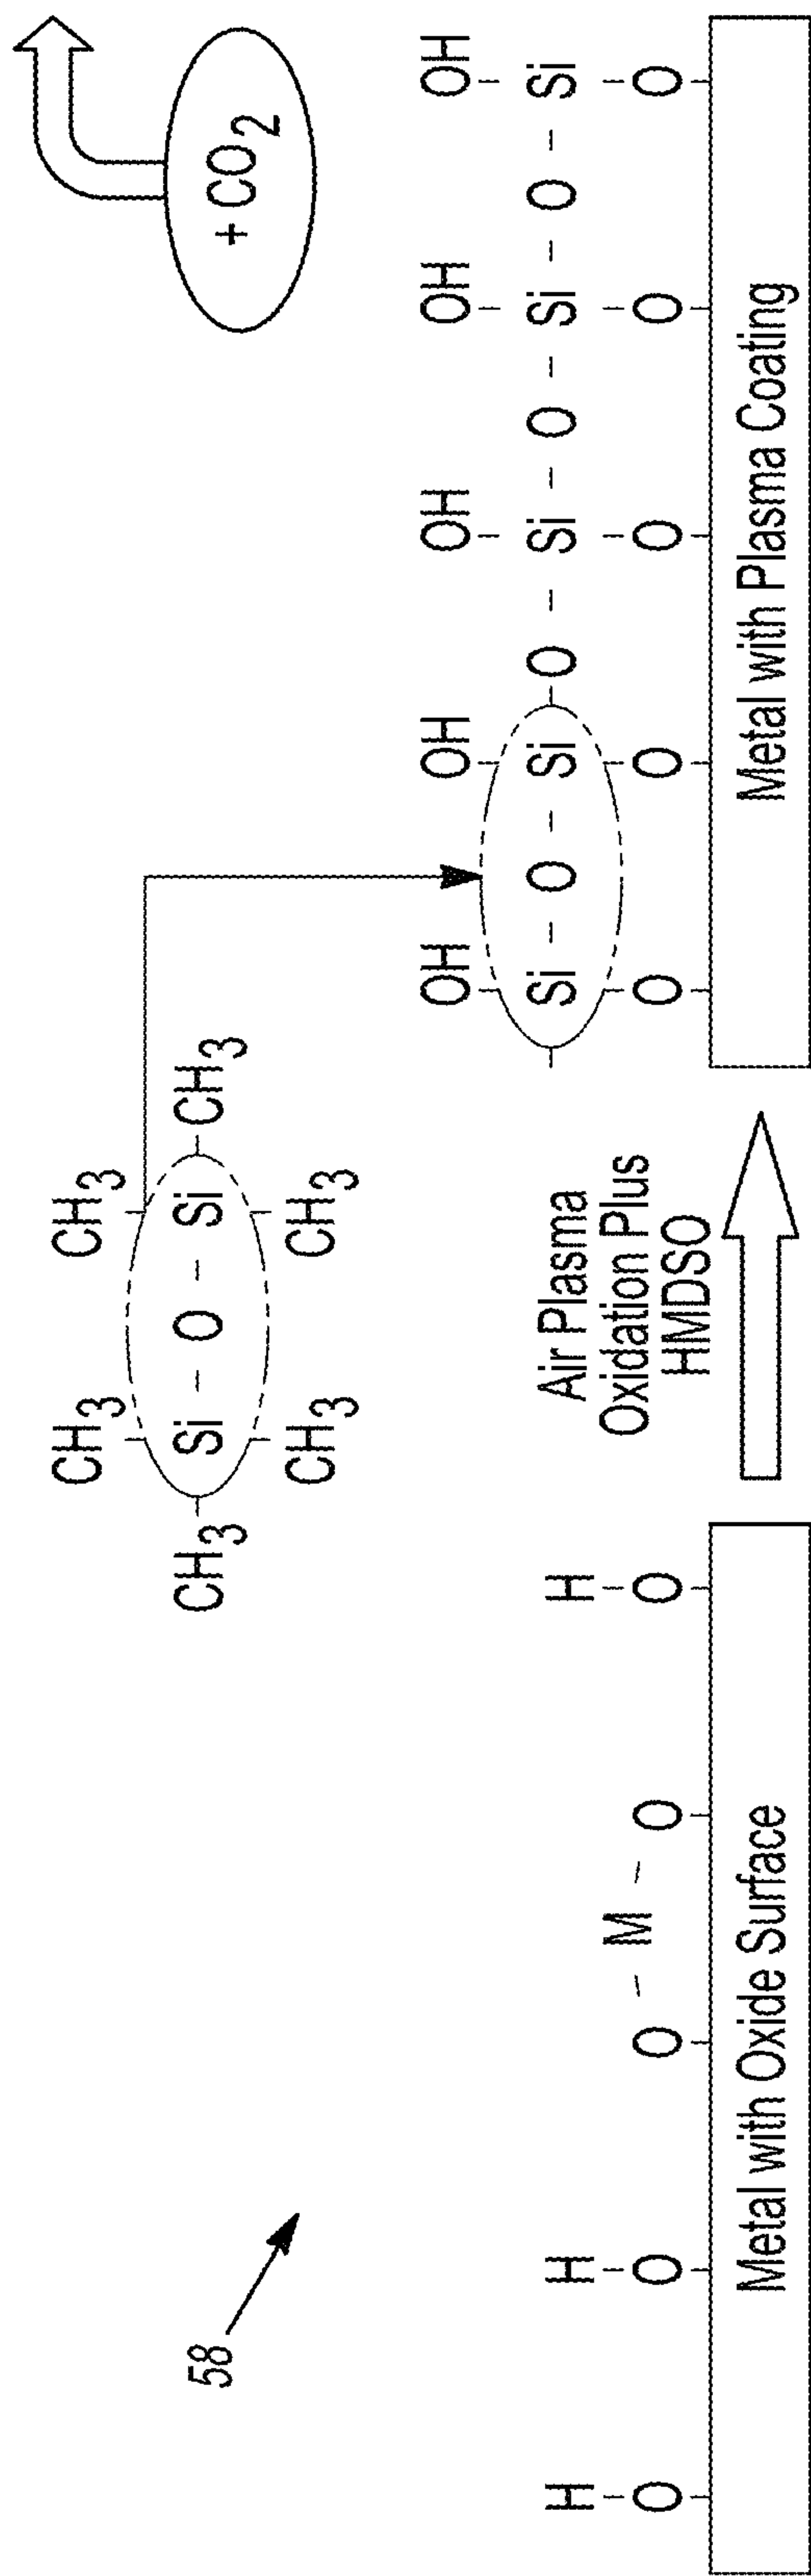 58
CH3 CH3
CH3 - Si - O - Si - CH3
CH3 CH3
+ CO2
H H H
O O - M - O O
Metal with Oxide Surface
Air Plasma
Oxidation Plus
HMDSO
OH OH OH OH OH
- Si - O - Si - O - Si - O - Si - O - Si
O O O O O
Metal with Plasma Coating